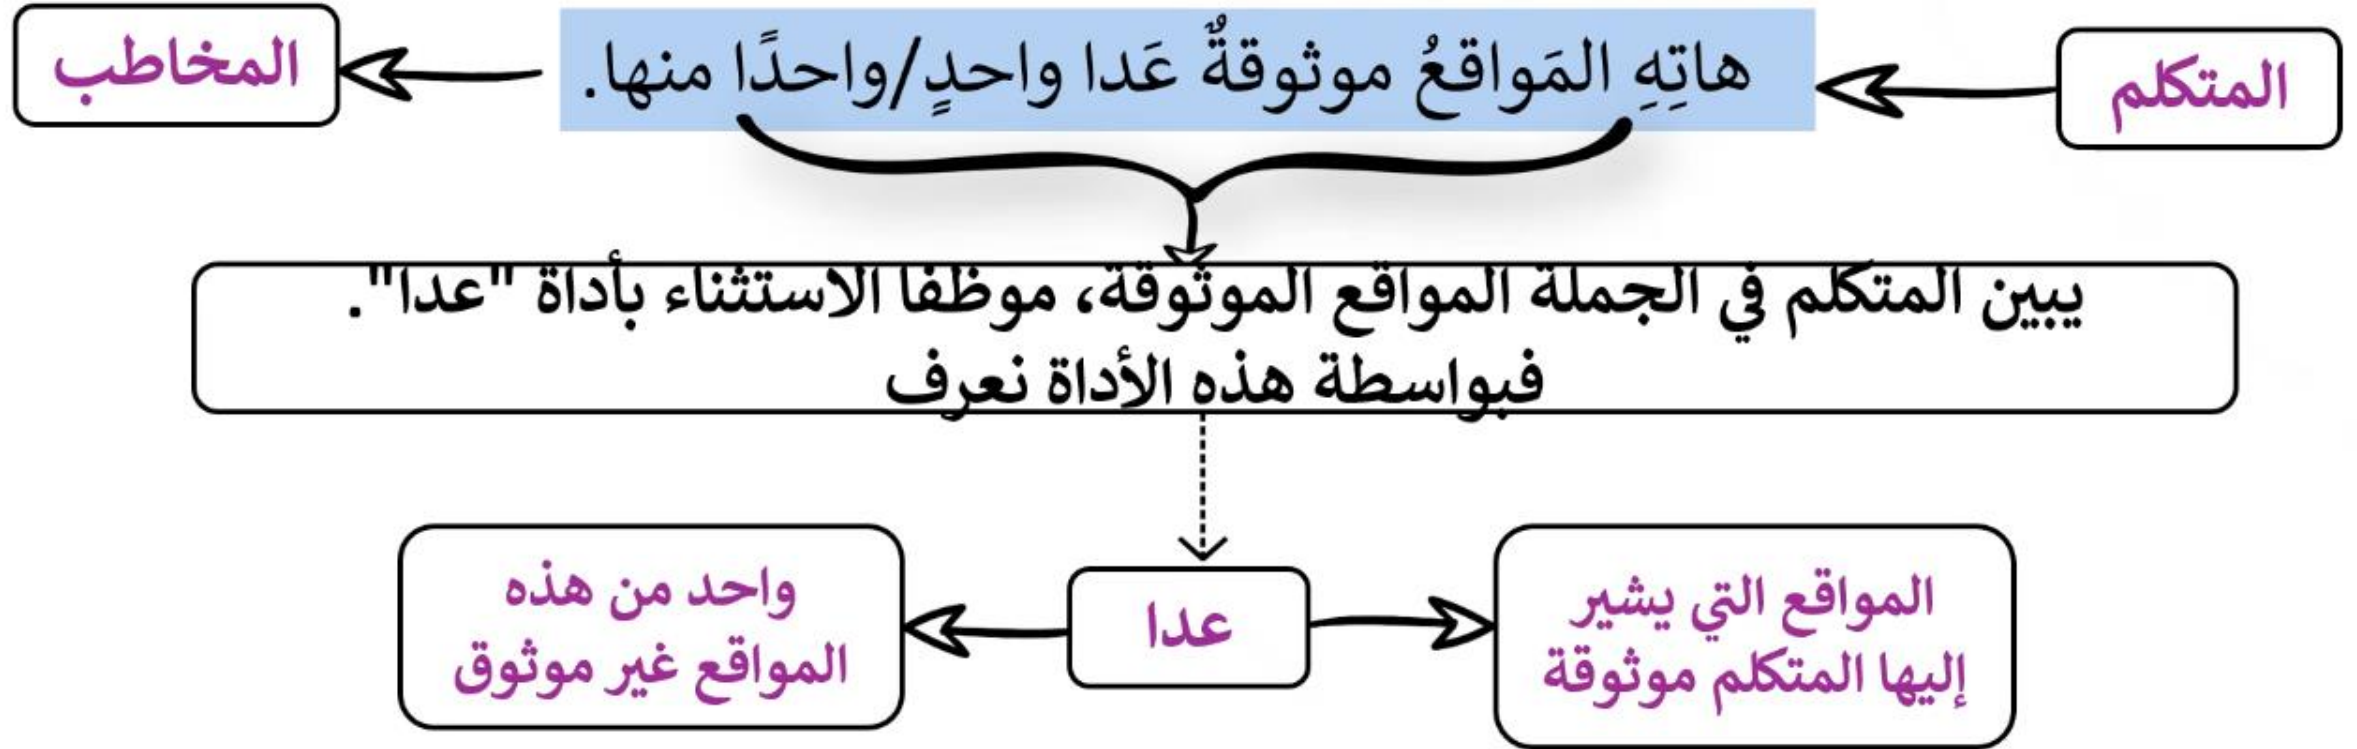 المتكلم
هاتِهِ المَواقعُ موثوقةٌ عَدا واحدٍ/واحدًا منها.
المخاطب
يبين المتكلم في الجملة المواقع الموثوقة، موظفا الاستثناء بأداة "عدا".
فبواسطة هذه الأداة نعرف
عدا
المواقع التي يشير
إليها المتكلم موثوقة
واحد من هذه
المواقع غير موثوق